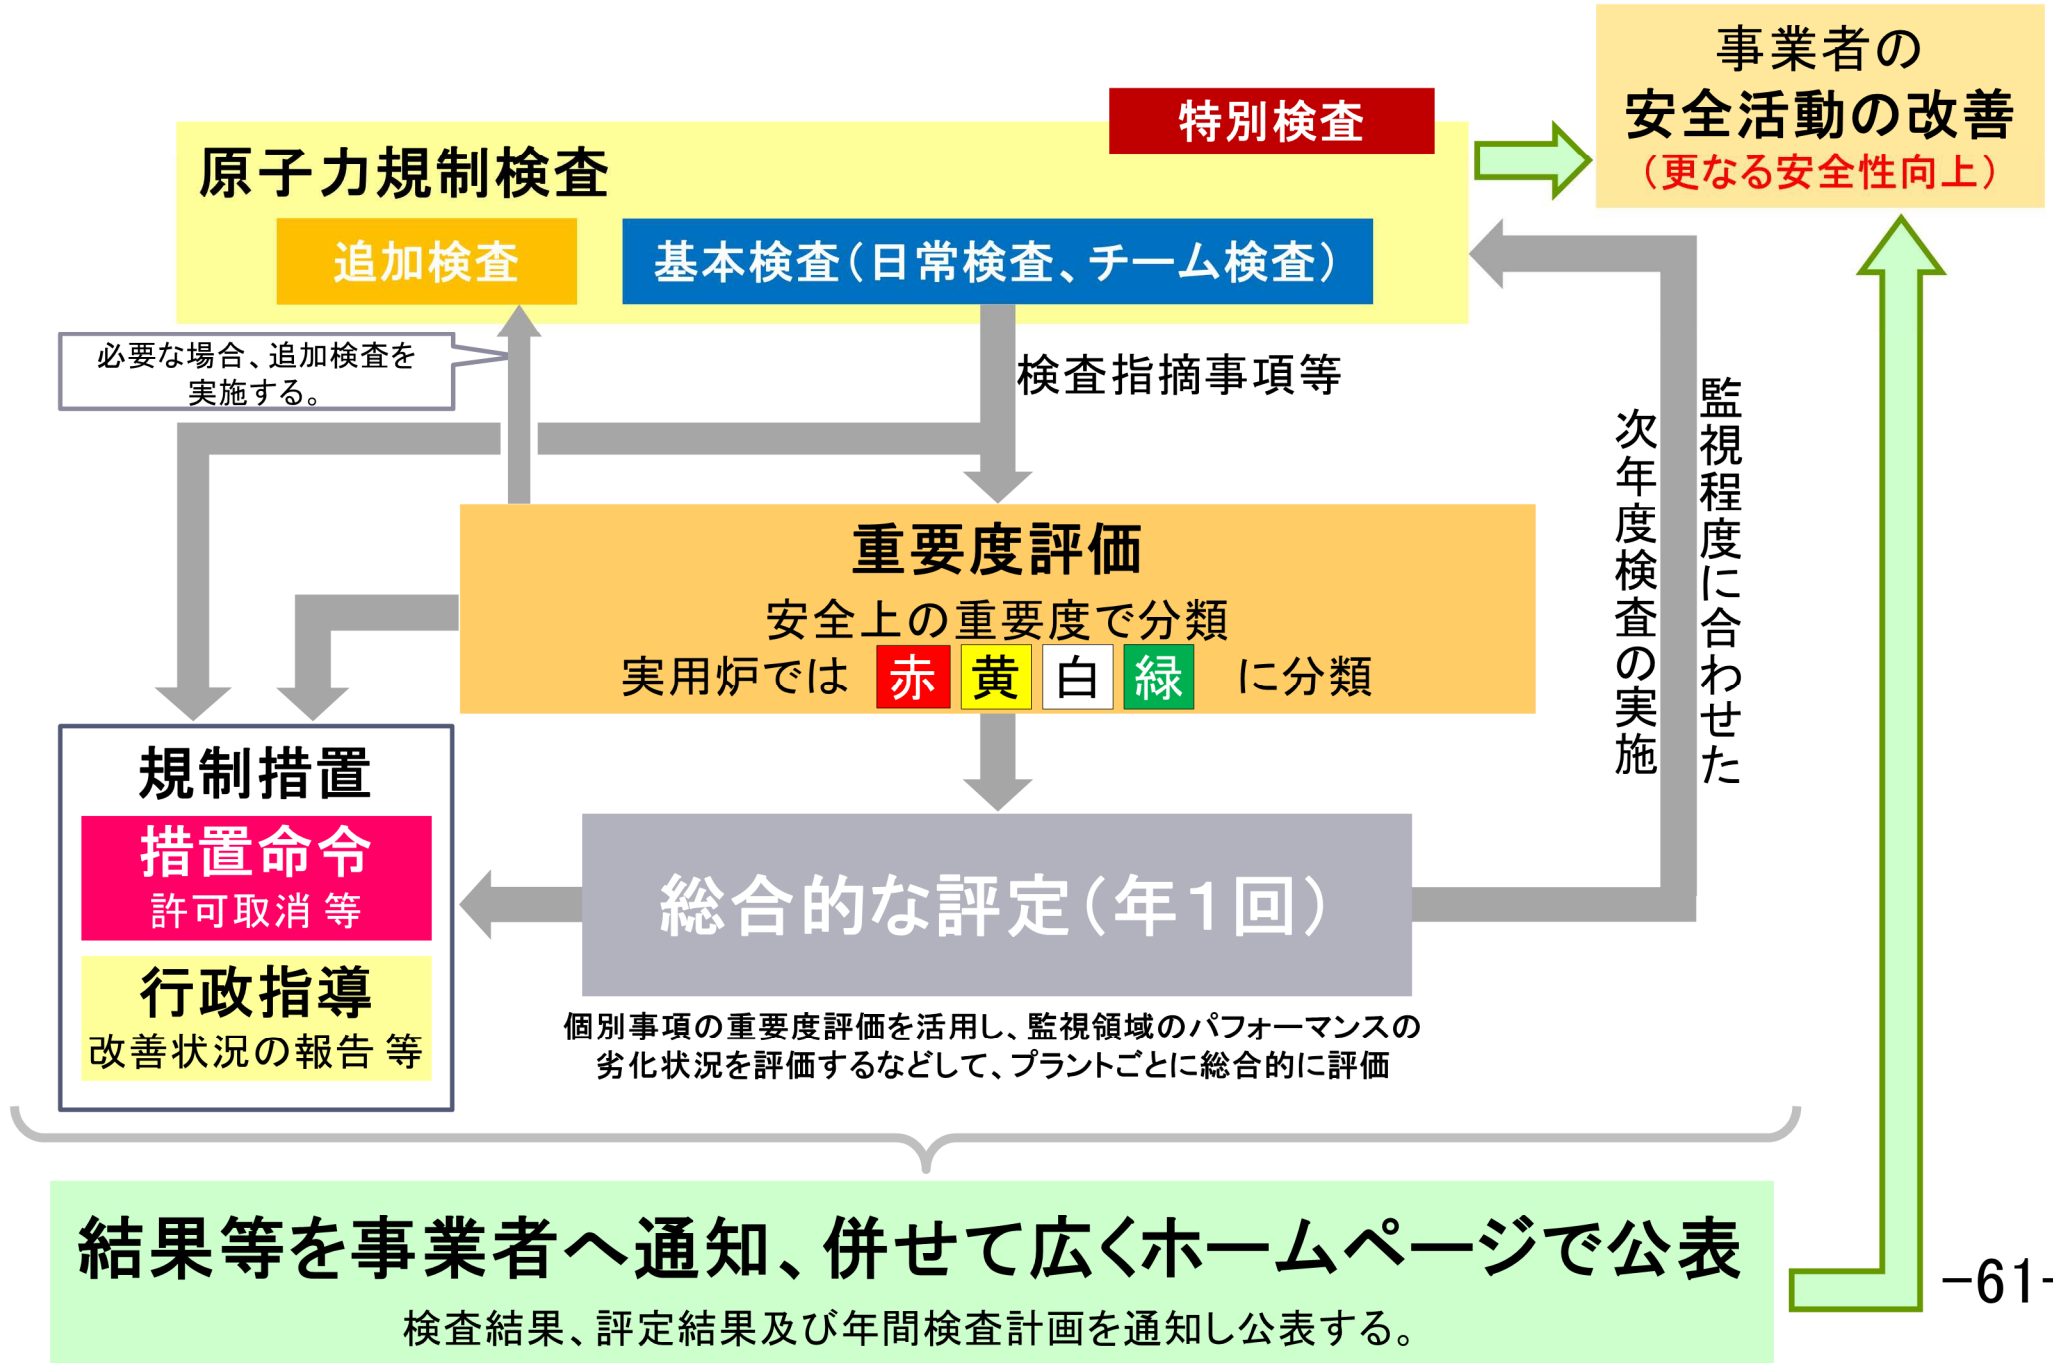 事業者の
安全活動の改善
（更なる安全性向上）
特別検査
原子力規制検査
追加検査
基本検査（日常検査、チーム検査）
必要な場合、追加検査を
実施する。
検査指摘事項等
監視程度に合わせた
次年度検査の実施
重要度評価
安全上の重要度で分類
実用炉では 赤 黄 白 緑 に分類
規制措置
措置命令
許可取消 等
行政指導
改善状況の報告 等
総合的な評定（年１回）
個別事項の重要度評価を活用し、監視領域のパフォーマンスの
劣化状況を評価するなどして、プラントごとに総合的に評価
結果等を事業者へ通知、併せて広くホームページで公表
検査結果、評定結果及び年間検査計画を通知し公表する。
-61-